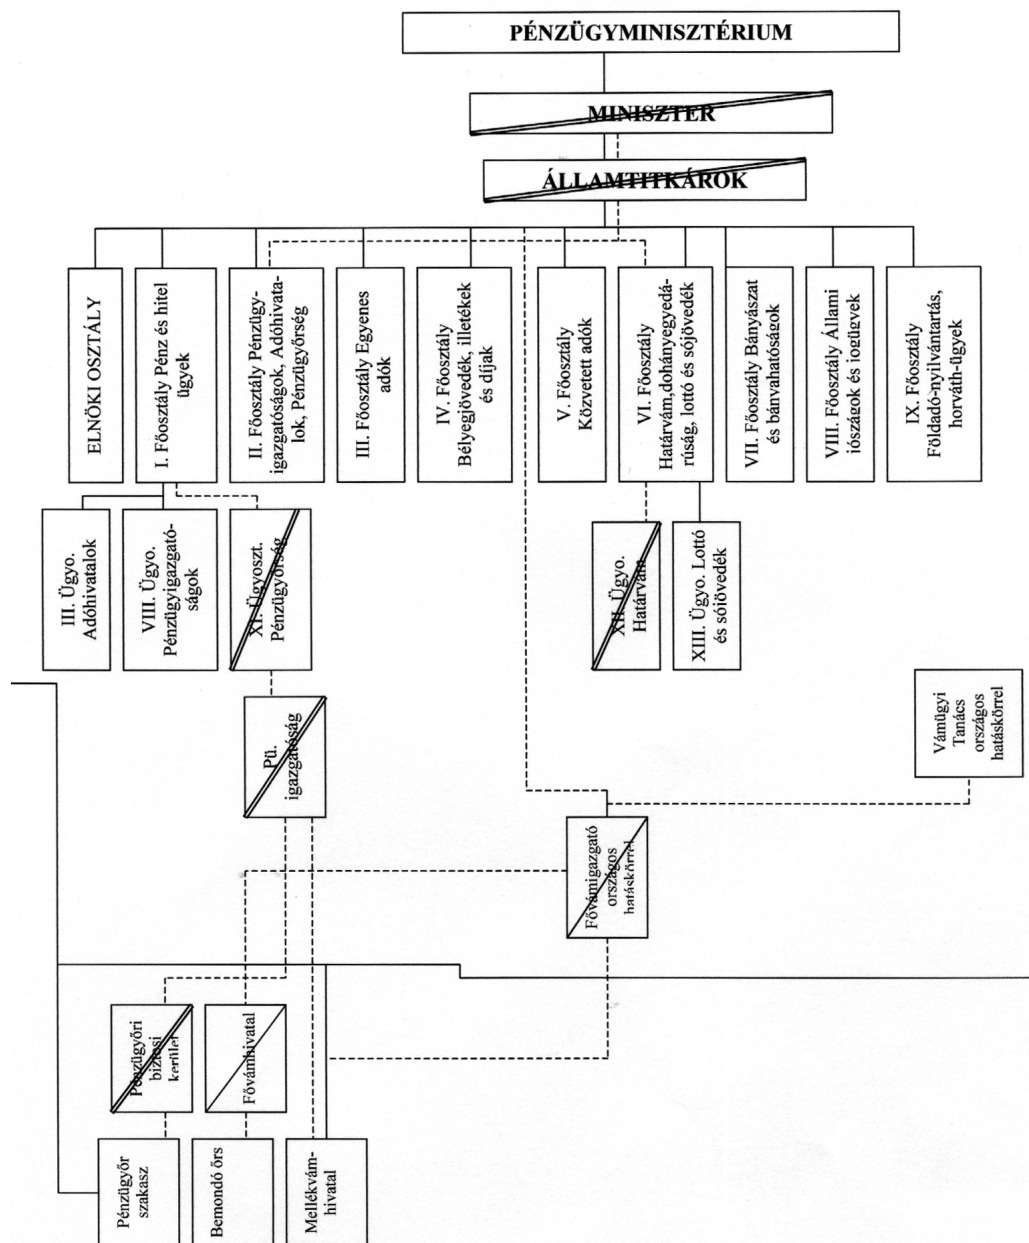 PÉNZÜGYMINISZTÉRIUM
MINISZTER
ÁLLAMTITKÁROK
ELNÖKI OSZTÁLY
I. Főosztály Pénz és hitel
ügyek
II. Főosztály Pénzügy-
igazgatóságok, Adóhivata-
lok, Pénzügyőrség
III. Főosztály Egyenes
adók
IV. Főosztály
Bélyegjövedék, illetékek
és díjak
V. Főosztály
Közvetett adók
VI. Főosztály
Határvám,dohányegyedá-
rúság, lottó és sójövedék
VII. Főosztály Bányászat
és bányahatóságok
VIII. Főosztály Állami
jószágok és jogügyek
IX. Főosztály
Földadó-nyilvántartás,
horváth-ügyek
III. Ügyo.
Adóhivatalok
VIII. Ügyo.
Pénzügyigazgató-
ságok
XI. Ügyoszt.
Pénzügyőrség
XII. Ügyo.
Határvám
XIII. Ügyo. Lottó
és sójövedék
Pü.
igazgatóság
Vámügyi
Tanács
országos
hatáskörrel
Fővámigazgató
országos
hatáskörrel
Pénzügyőri
biztosi
kerület
Fővámhivatal
Pénzügyőr
szakasz
Bemondó őrs
Mellékvám-
hivatal